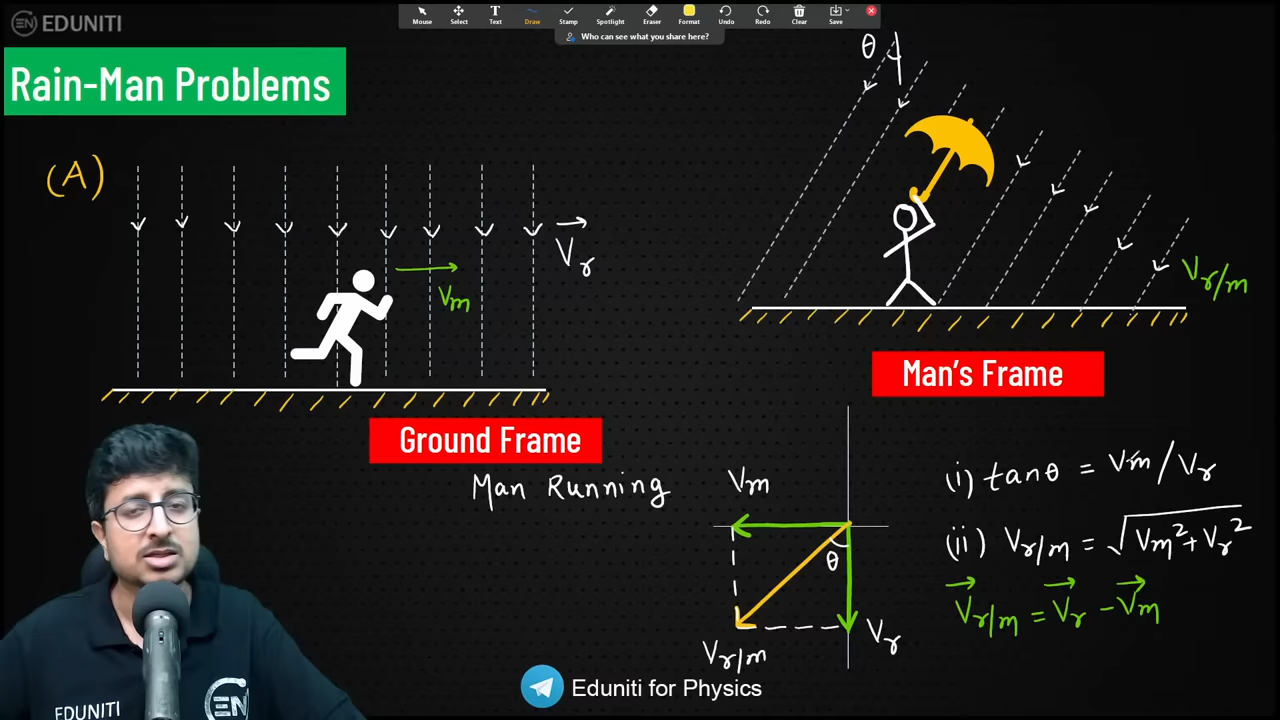 EN EDUNITI
Mouse Select Text Draw Stamp Spotlight Eraser Format Undo Redo Clear Save
Who can see what you share here?
Rain-Man Problems
θ
(A)
Vr
Vm
Vr/m
Man's Frame
Ground Frame
Man Running
Vm
(i) tanθ = Vm/Vr
θ
(ii) Vr/m = √Vm²+Vr²
Vr/m = Vr - Vm
Vr
Vr/m
Eduniti for Physics
EDUNITI
EN